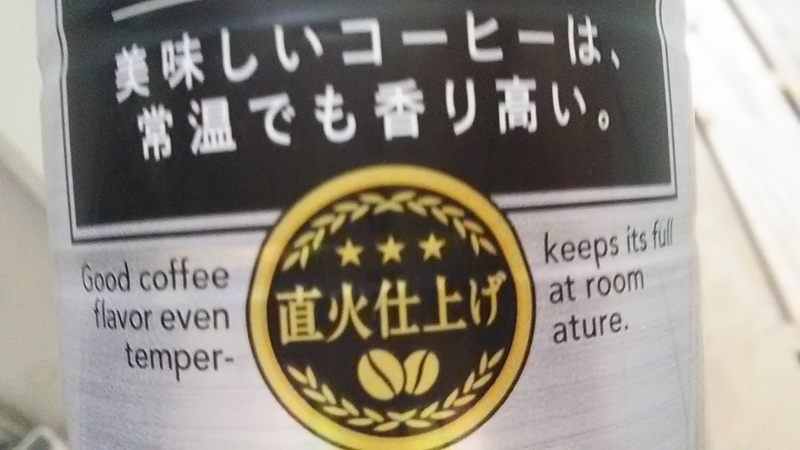 美味しいコーヒーは、
常温でも香り高い。
直火仕上げ
Good coffee keeps its full
flavor even at room
temper- ature.